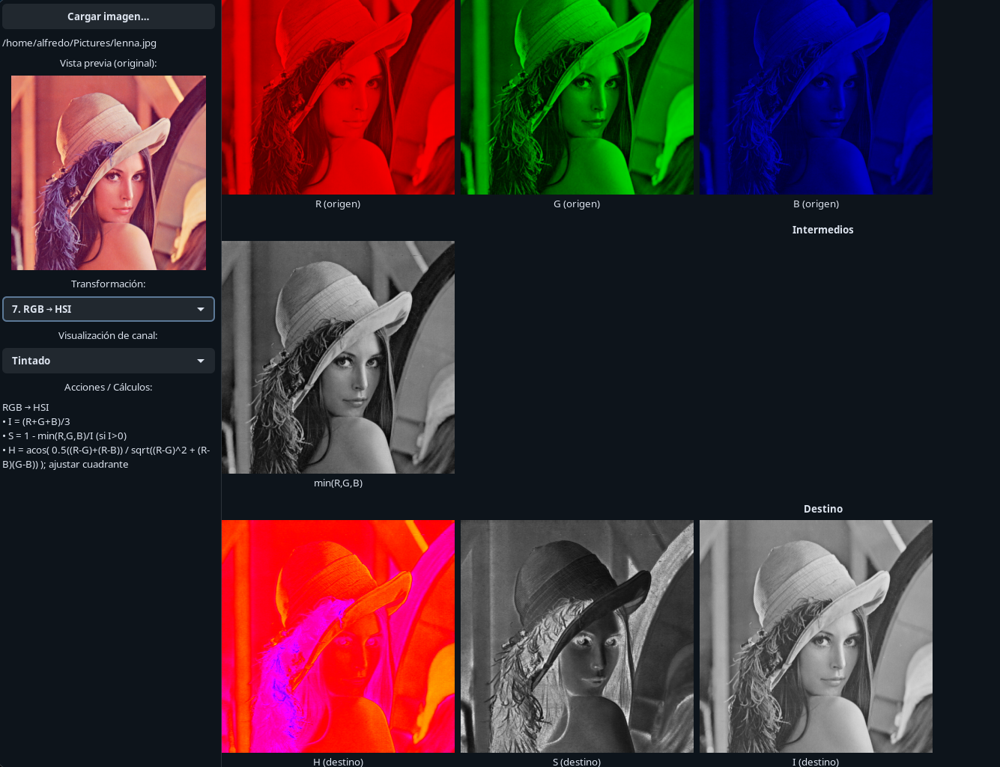 Cargar imagen...
/home/alfredo/Pictures/lenna.jpg
Vista previa (original):
Transformación:
7. RGB → HSI
Visualización de canal:
Tintado
Acciones / Cálculos:
RGB → HSI
• I = (R+G+B)/3
• S = 1 - min(R,G,B)/I (si I>0)
• H = acos( 0.5((R-G)+(R-B)) / sqrt((R-G)^2 + (R-
B)(G-B)) ); ajustar cuadrante
R (origen)
G (origen)
B (origen)
Intermedios
min(R,G,B)
Destino
H (destino)
S (destino)
I (destino)